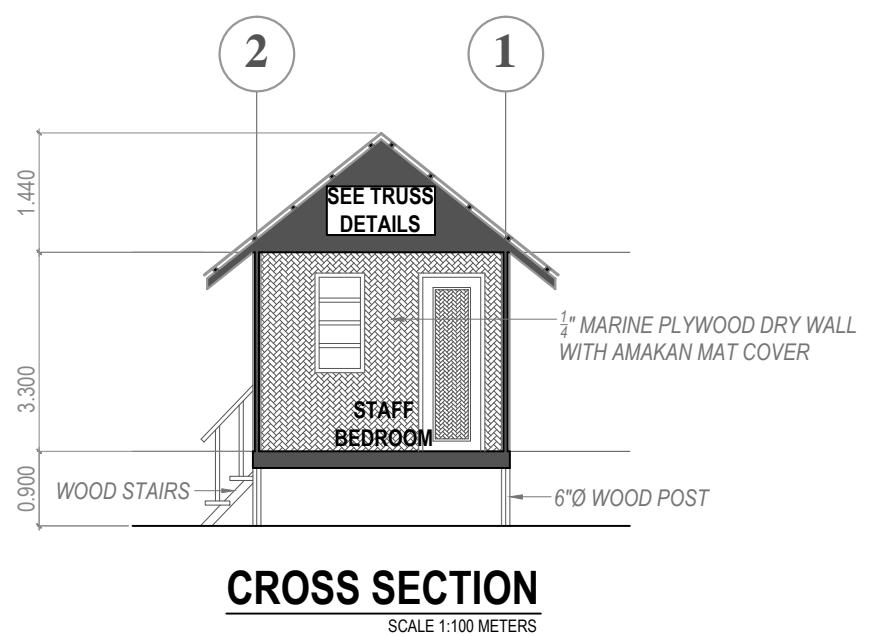 2
1
1.440
SEE TRUSS
DETAILS
1/4" MARINE PLYWOOD DRY WALL
WITH AMAKAN MAT COVER
3.300
STAFF
BEDROOM
0.900
WOOD STAIRS
6"Ø WOOD POST
CROSS SECTION
SCALE 1:100 METERS